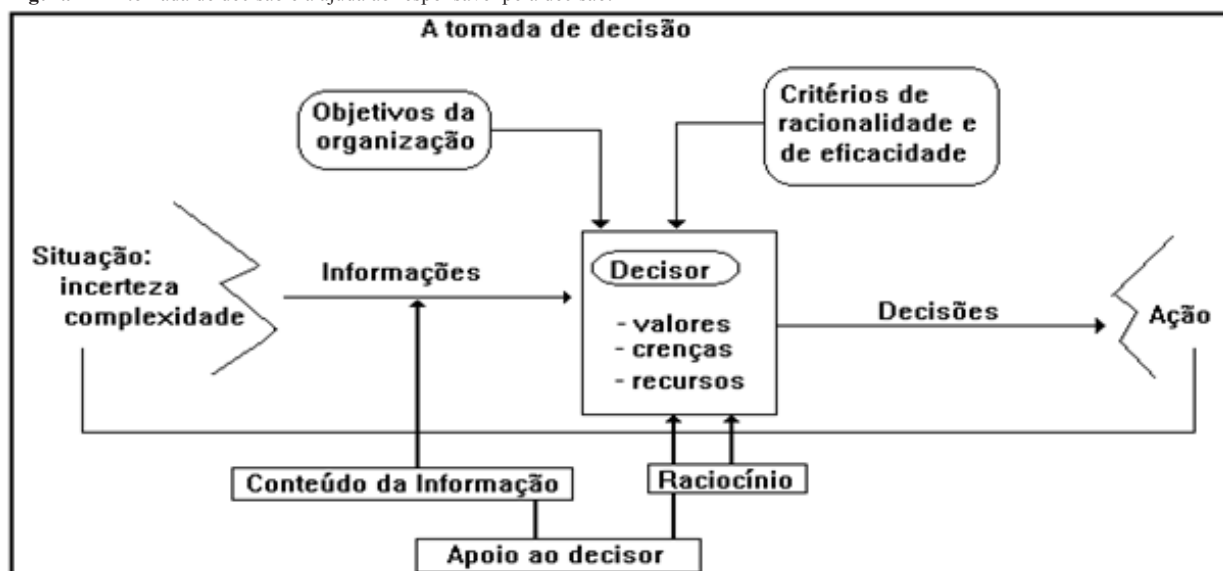 A tomada de decisão
Objetivos da
organização
Critérios de
racionalidade e
de eficacidade
Situação:
incerteza
complexidade
Informações
Decisor
- valores
- crenças
- recursos
Decisões
Ação
Conteúdo da Informação
Raciocínio
Apoio ao decisor